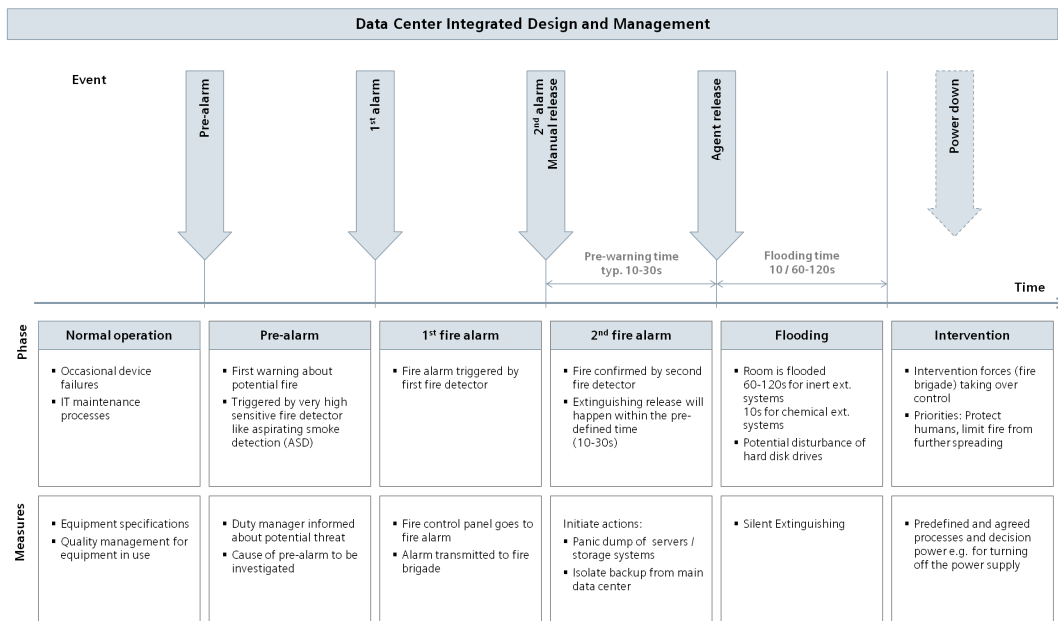 Data Center Integrated Design and Management
Event
Pre-alarm
1st alarm
2nd alarm
Manual release
Agent release
Power down
Pre-warning time
typ. 10-30s
Flooding time
10 / 60-120s
Time
Phase
Normal operation
▪ Occasional device
failures
▪ IT maintenance
processes
Pre-alarm
▪ First warning about
potential fire
▪ Triggered by very high
sensitive fire detector
like aspirating smoke
detection (ASD)
1st fire alarm
▪ Fire alarm triggered by
first fire detector
2nd fire alarm
▪ Fire confirmed by second
fire detector
▪ Extinguishing release will
happen within the pre-
defined time
(10-30s)
Flooding
▪ Room is flooded
60-120s for inert ext.
systems
10s for chemical ext.
systems
▪ Potential disturbance of
hard disk drives
Intervention
▪ Intervention forces (fire
brigade) taking over
control
▪ Priorities: Protect
humans, limit fire from
further spreading
Measures
▪ Equipment specifications
▪ Quality management for
equipment in use
▪ Duty manager informed
about potential threat
▪ Cause of pre-alarm to be
investigated
▪ Fire control panel goes to
fire alarm
▪ Alarm transmitted to fire
brigade
Initiate actions:
▪ Panic dump of servers /
storage systems
▪ Isolate backup from main
data center
▪ Silent Extinguishing
▪ Predefined and agreed
processes and decision
power e.g. for turning
off the power supply